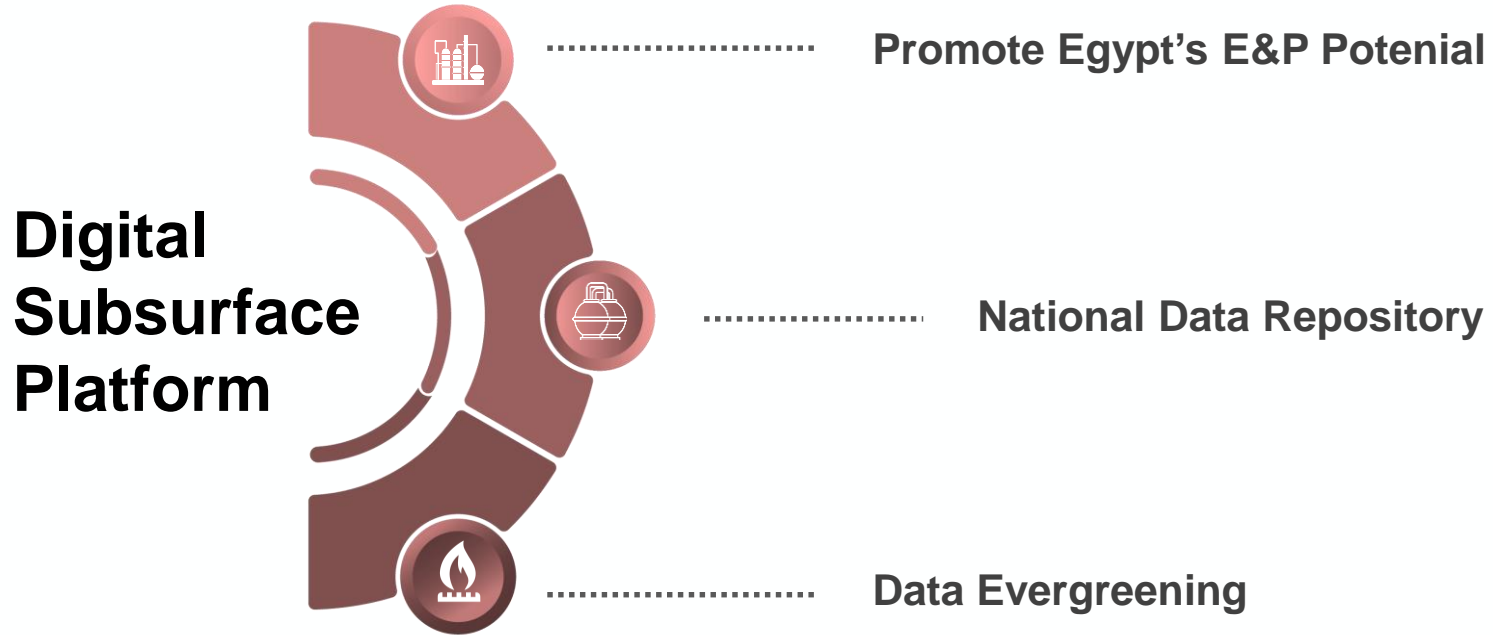 Promote Egypt’s E&P Potenial
Digital
Subsurface
Platform
National Data Repository
Data Evergreening